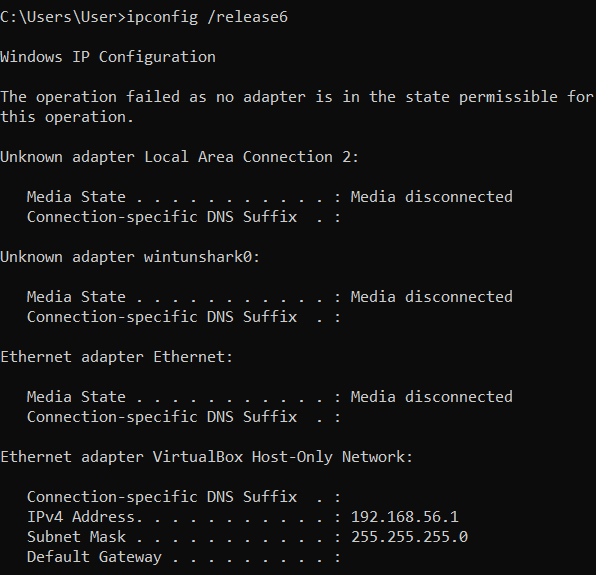 C:\Users\User>ipconfig /release6
Windows IP Configuration
The operation failed as no adapter is in the state permissible for
this operation.
Unknown adapter Local Area Connection 2:
Media State . . . . . . . . . . . : Media disconnected
Connection-specific DNS Suffix  . :
Unknown adapter wintunshark0:
Media State . . . . . . . . . . . : Media disconnected
Connection-specific DNS Suffix  . :
Ethernet adapter Ethernet:
Media State . . . . . . . . . . . : Media disconnected
Connection-specific DNS Suffix  . :
Ethernet adapter VirtualBox Host-Only Network:
Connection-specific DNS Suffix  . :
IPv4 Address. . . . . . . . . . . : 192.168.56.1
Subnet Mask . . . . . . . . . . . : 255.255.255.0
Default Gateway . . . . . . . . . :